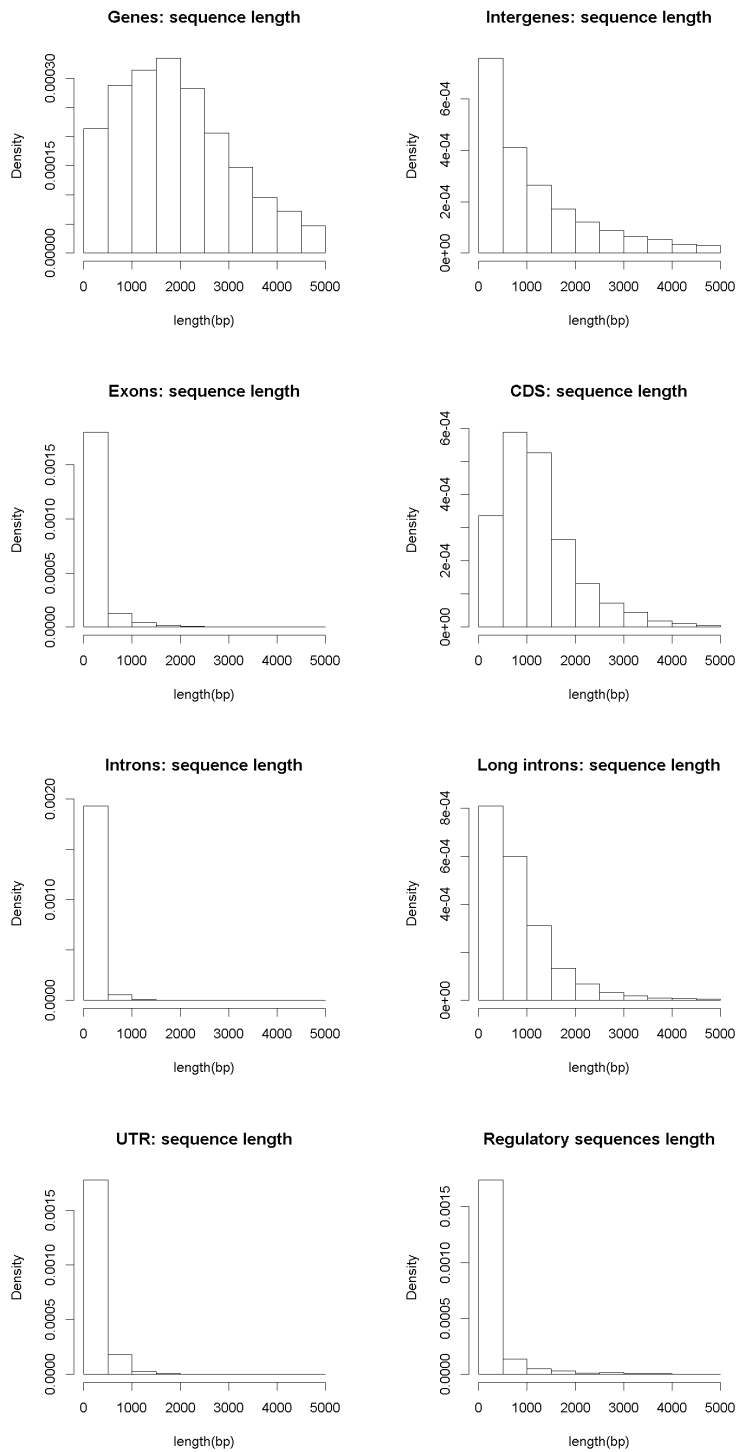 Genes: sequence length
Density
0.00000 0.00015 0.00030
0 1000 2000 3000 4000 5000
length(bp)
Intergenes: sequence length
Density
0e+00 2e-04 4e-04 6e-04
0 1000 2000 3000 4000 5000
length(bp)
Exons: sequence length
Density
0.0000 0.0005 0.0010 0.0015
0 1000 2000 3000 4000 5000
length(bp)
CDS: sequence length
Density
0e+00 2e-04 4e-04 6e-04
0 1000 2000 3000 4000 5000
length(bp)
Introns: sequence length
Density
0.0000 0.0010 0.0020
0 1000 2000 3000 4000 5000
length(bp)
Long introns: sequence length
Density
0e+00 4e-04 6e-04 8e-04
0 1000 2000 3000 4000 5000
length(bp)
UTR: sequence length
Density
0.0000 0.0005 0.0010 0.0015
0 1000 2000 3000 4000 5000
length(bp)
Regulatory sequences length
Density
0.0000 0.0005 0.0010 0.0015
0 1000 2000 3000 4000 5000
length(bp)